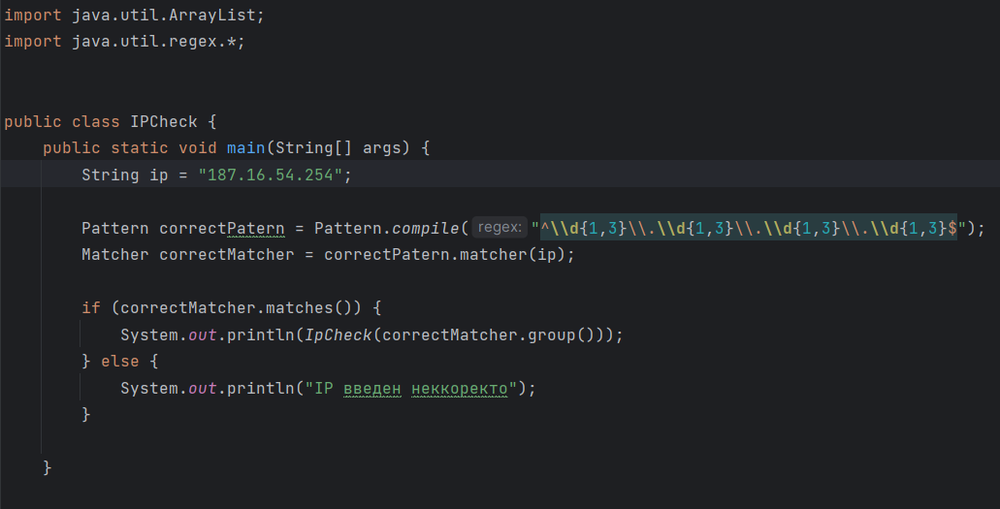 import java.util.ArrayList;
import java.util.regex.*;
public class IPCheck {
public static void main(String[] args) {
String ip = "187.16.54.254";
Pattern correctPatern = Pattern.compile( regex: "^\\d{1,3}\\.\\d{1,3}\\.\\d{1,3}\\.\\d{1,3}$");
Matcher correctMatcher = correctPatern.matcher(ip);
if (correctMatcher.matches()) {
System.out.println(IpCheck(correctMatcher.group()));
} else {
System.out.println("IP введен неккоректо");
}
}